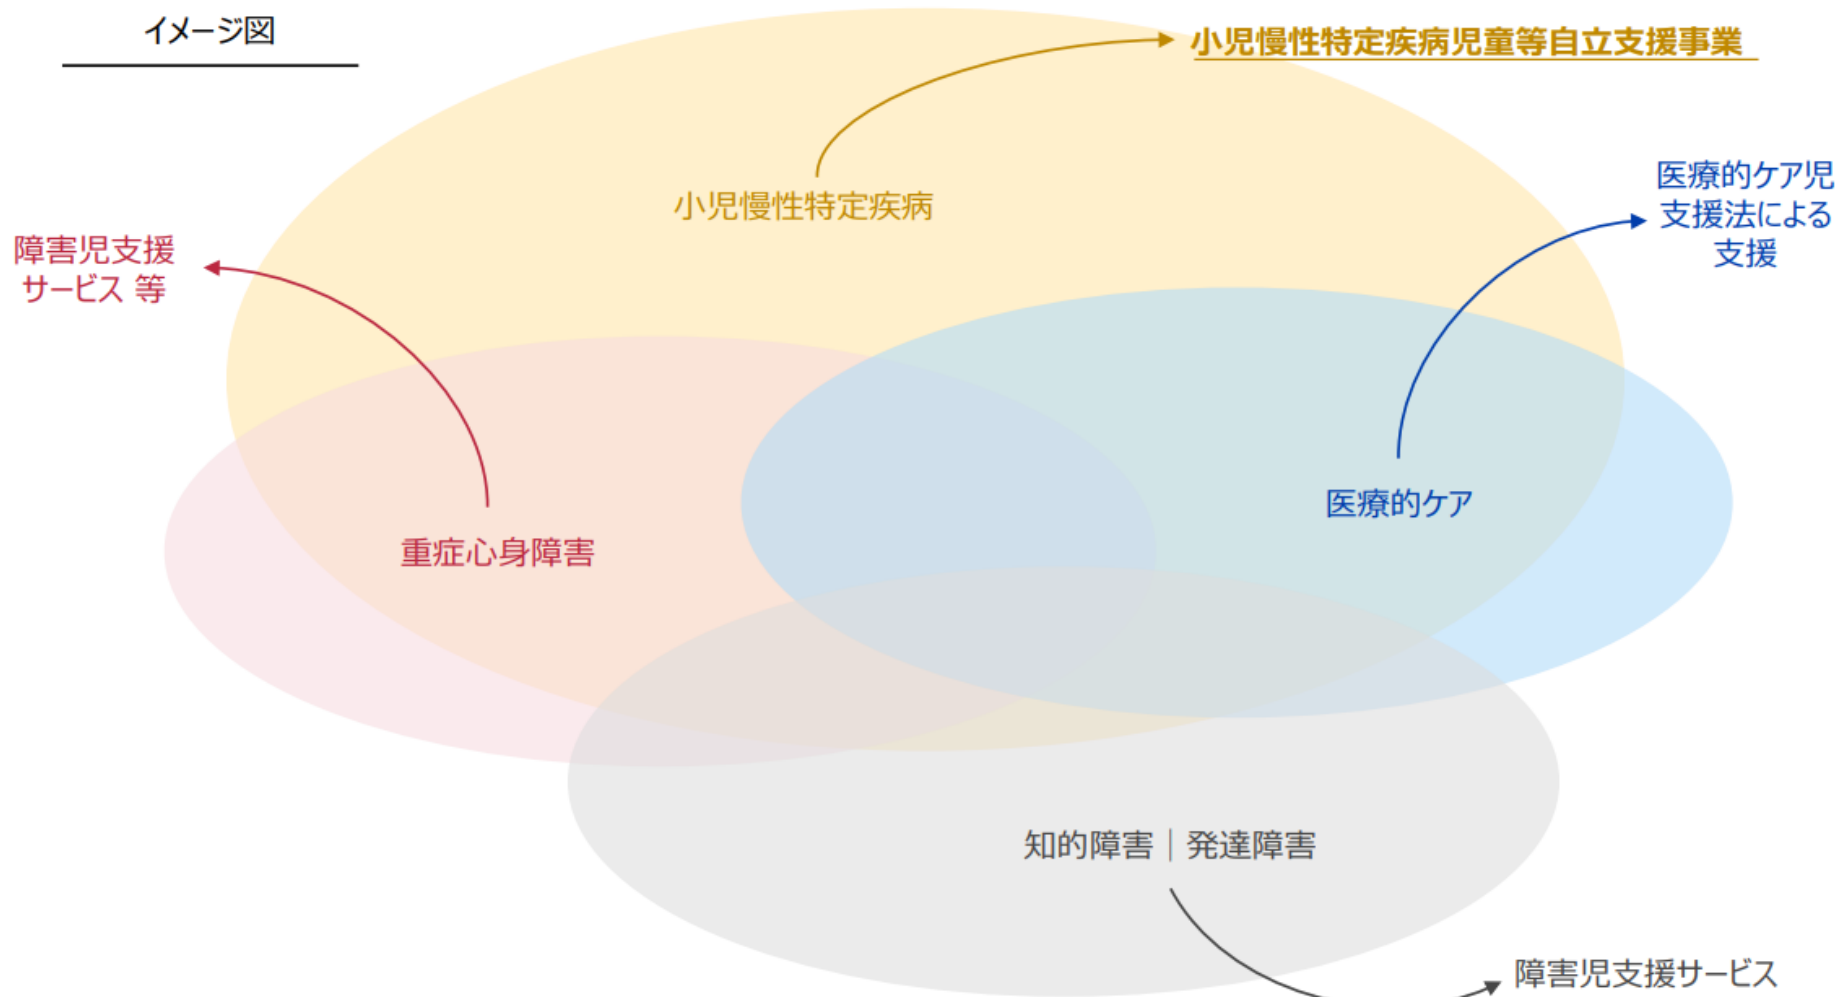 イメージ図
小児慢性特定疾病児童等自立支援事業
医療的ケア児
支援法による
支援
小児慢性特定疾病
障害児支援
サービス 等
医療的ケア
重症心身障害
知的障害｜発達障害
障害児支援サービス